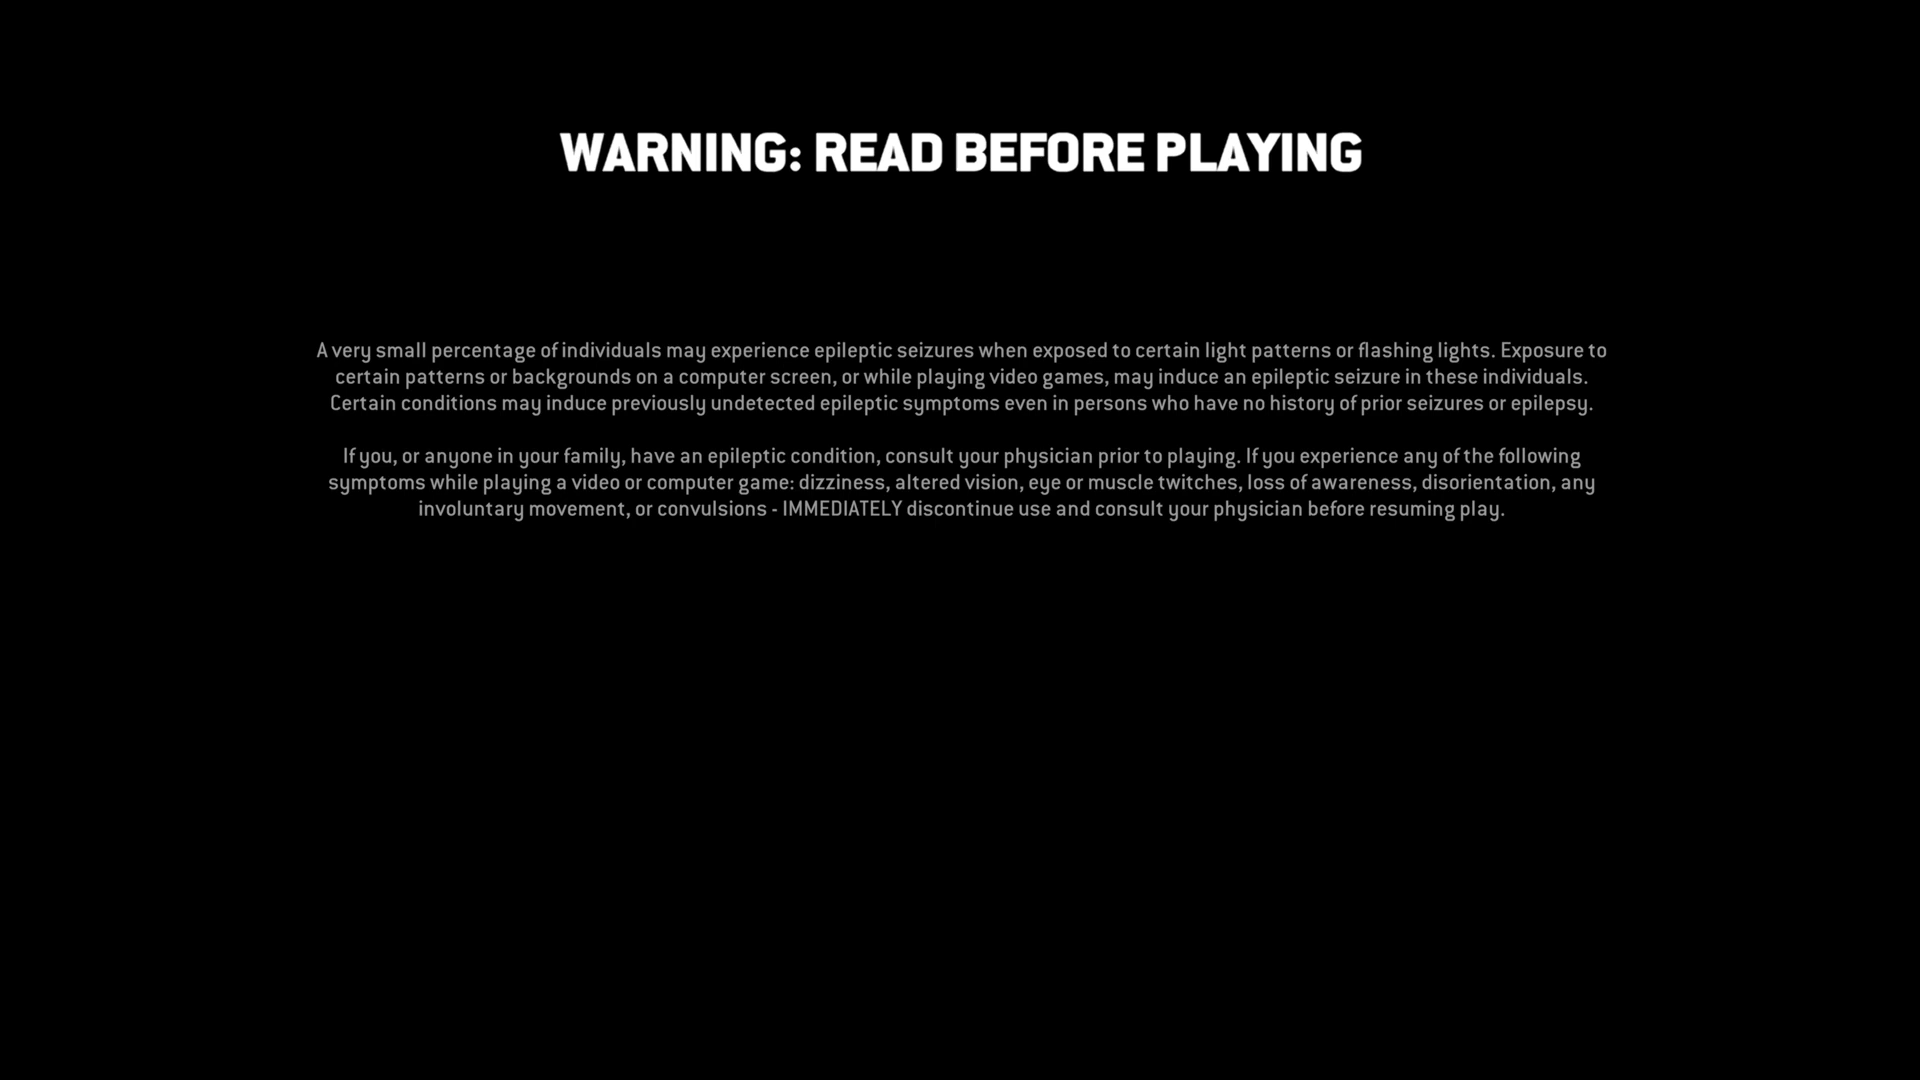 WARNING: READ BEFORE PLAYING
A very small percentage of individuals may experience epileptic seizures when exposed to certain light patterns or flashing lights. Exposure to
certain patterns or backgrounds on a computer screen, or while playing video games, may induce an epileptic seizure in these individuals.
Certain conditions may induce previously undetected epileptic symptoms even in persons who have no history of prior seizures or epilepsy.
If you, or anyone in your family, have an epileptic condition, consult your physician prior to playing. If you experience any of the following
symptoms while playing a video or computer game: dizziness, altered vision, eye or muscle twitches, loss of awareness, disorientation, any
involuntary movement, or convulsions - IMMEDIATELY discontinue use and consult your physician before resuming play.